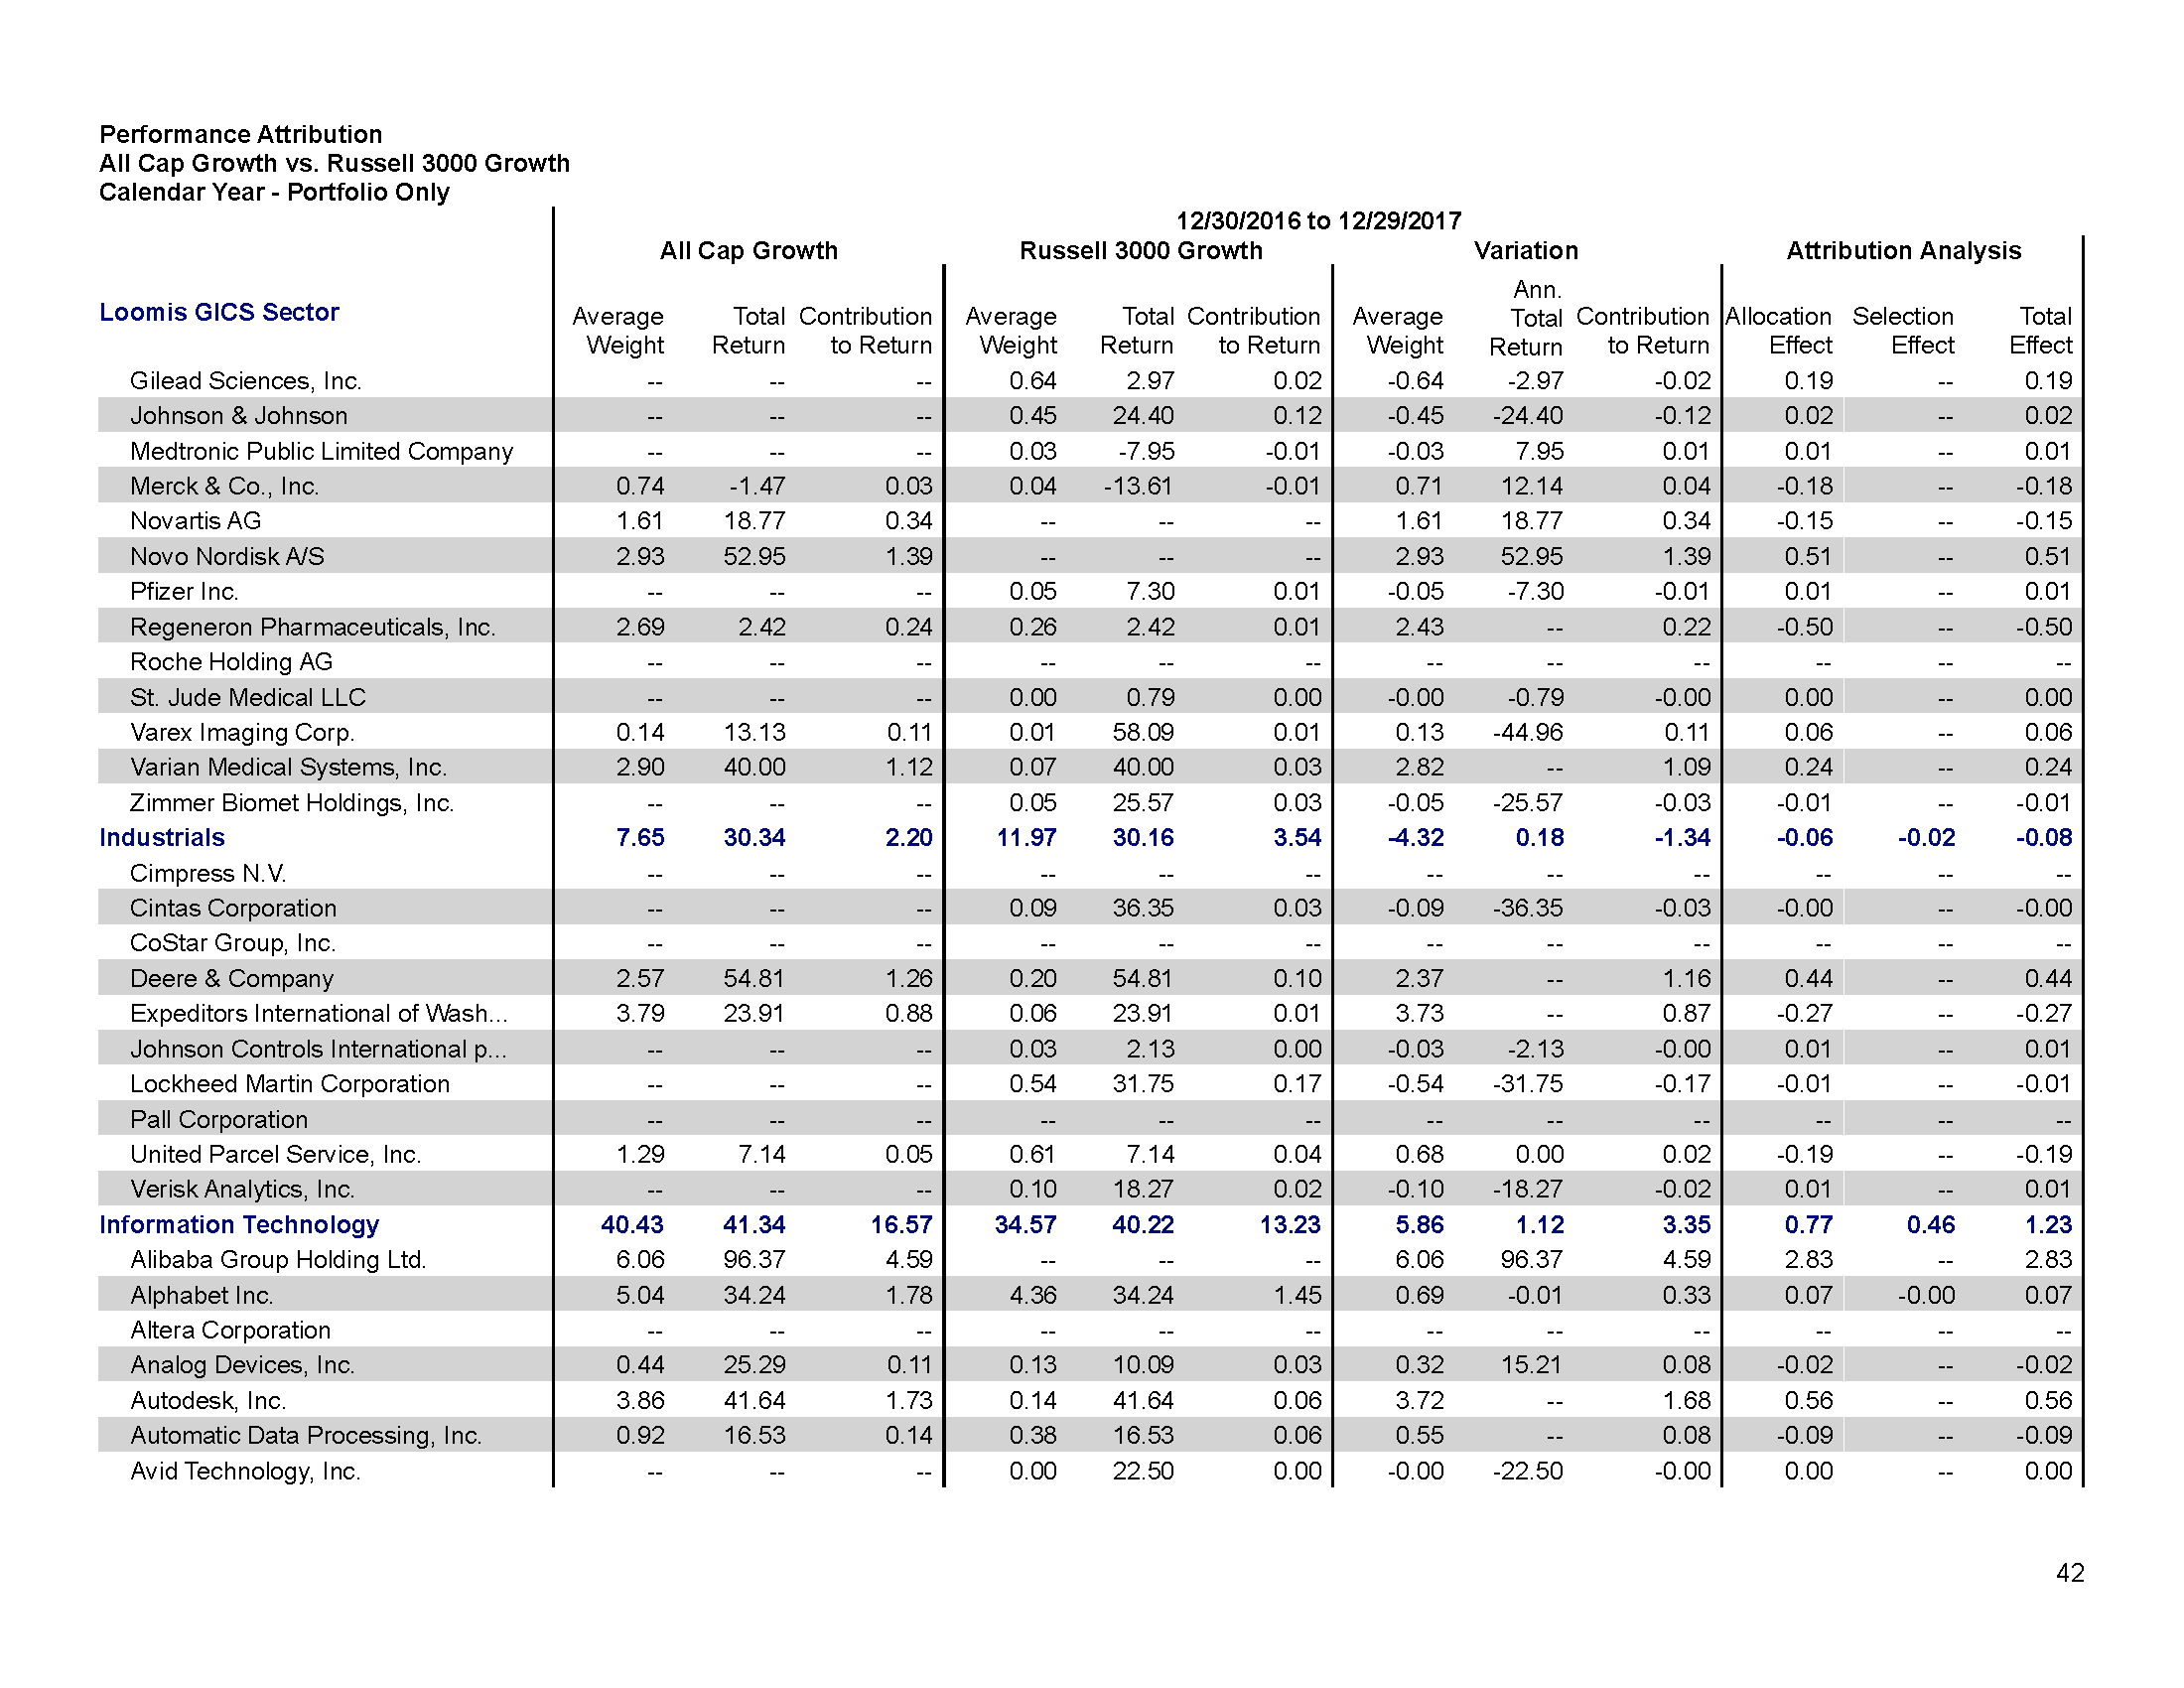 Performance Attribution
All Cap Growth vs. Russell 3000 Growth
Calendar Year - Portfolio Only
12/30/2016 to 12/29/2017
All Cap Growth Russell 3000 Growth Variation Attribution Analysis
Loomis GICS Sector Average Weight Total Return Contribution to Return Average Weight Total Return Contribution to Return Average Weight Ann. Total Return Contribution to Return Allocation Effect Selection Effect Total Effect
Gilead Sciences, Inc. -- -- -- 0.64 2.97 0.02 -0.64 -2.97 -0.02 0.19 -- 0.19
Johnson & Johnson -- -- -- 0.45 24.40 0.12 -0.45 -24.40 -0.12 0.02 -- 0.02
Medtronic Public Limited Company -- -- -- 0.03 -7.95 -0.01 -0.03 7.95 0.01 0.01 -- 0.01
Merck & Co., Inc. 0.74 -1.47 0.03 0.04 -13.61 -0.01 0.71 12.14 0.04 -0.18 -- -0.18
Novartis AG 1.61 18.77 0.34 -- -- -- 1.61 18.77 0.34 -0.15 -- -0.15
Novo Nordisk A/S 2.93 52.95 1.39 -- -- -- 2.93 52.95 1.39 0.51 -- 0.51
Pfizer Inc. -- -- -- 0.05 7.30 0.01 -0.05 -7.30 -0.01 0.01 -- 0.01
Regeneron Pharmaceuticals, Inc. 2.69 2.42 0.24 0.26 2.42 0.01 2.43 -- 0.22 -0.50 -- -0.50
Roche Holding AG -- -- -- -- -- -- -- -- -- -- -- --
St. Jude Medical LLC -- -- -- 0.00 0.79 0.00 -0.00 -0.79 -0.00 0.00 -- 0.00
Varex Imaging Corp. 0.14 13.13 0.11 0.01 58.09 0.01 0.13 -44.96 0.11 0.06 -- 0.06
Varian Medical Systems, Inc. 2.90 40.00 1.12 0.07 40.00 0.03 2.82 -- 1.09 0.24 -- 0.24
Zimmer Biomet Holdings, Inc. -- -- -- 0.05 25.57 0.03 -0.05 -25.57 -0.03 -0.01 -- -0.01
Industrials 7.65 30.34 2.20 11.97 30.16 3.54 -4.32 0.18 -1.34 -0.06 -0.02 -0.08
Cimpress N.V. -- -- -- -- -- -- -- -- -- -- -- --
Cintas Corporation -- -- -- 0.09 36.35 0.03 -0.09 -36.35 -0.03 -0.00 -- -0.00
CoStar Group, Inc. -- -- -- -- -- -- -- -- -- -- -- --
Deere & Company 2.57 54.81 1.26 0.20 54.81 0.10 2.37 -- 1.16 0.44 -- 0.44
Expeditors International of Wash... 3.79 23.91 0.88 0.06 23.91 0.01 3.73 -- 0.87 -0.27 -- -0.27
Johnson Controls International p... -- -- -- 0.03 2.13 0.00 -0.03 -2.13 -0.00 0.01 -- 0.01
Lockheed Martin Corporation -- -- -- 0.54 31.75 0.17 -0.54 -31.75 -0.17 -0.01 -- -0.01
Pall Corporation -- -- -- -- -- -- -- -- -- -- -- --
United Parcel Service, Inc. 1.29 7.14 0.05 0.61 7.14 0.04 0.68 0.00 0.02 -0.19 -- -0.19
Verisk Analytics, Inc. -- -- -- 0.10 18.27 0.02 -0.10 -18.27 -0.02 0.01 -- 0.01
Information Technology 40.43 41.34 16.57 34.57 40.22 13.23 5.86 1.12 3.35 0.77 0.46 1.23
Alibaba Group Holding Ltd. 6.06 96.37 4.59 -- -- -- 6.06 96.37 4.59 2.83 -- 2.83
Alphabet Inc. 5.04 34.24 1.78 4.36 34.24 1.45 0.69 -0.01 0.33 0.07 -0.00 0.07
Altera Corporation -- -- -- -- -- -- -- -- -- -- -- --
Analog Devices, Inc. 0.44 25.29 0.11 0.13 10.09 0.03 0.32 15.21 0.08 -0.02 -- -0.02
Autodesk, Inc. 3.86 41.64 1.73 0.14 41.64 0.06 3.72 -- 1.68 0.56 -- 0.56
Automatic Data Processing, Inc. 0.92 16.53 0.14 0.38 16.53 0.06 0.55 -- 0.08 -0.09 -- -0.09
Avid Technology, Inc. -- -- -- 0.00 22.50 0.00 -0.00 -22.50 -0.00 0.00 -- 0.00
42